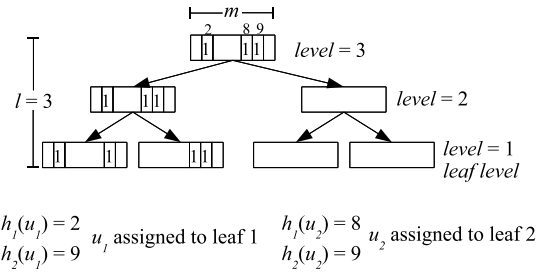 m
2 8 9
1 1 1 level = 3
l = 3 1 1 1 level = 2
1 1 1 1 level = 1
leaf level
h₁(u₁) = 2 h₁(u₂) = 8
u₁ assigned to leaf 1 u₂ assigned to leaf 2
h₂(u₁) = 9 h₂(u₂) = 9